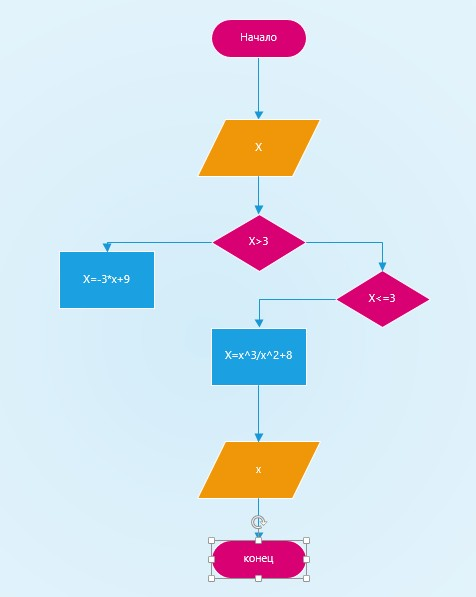 Начало
X
X>3
X=-3*x+9
X<=3
X=x^3/x^2+8
x
конец